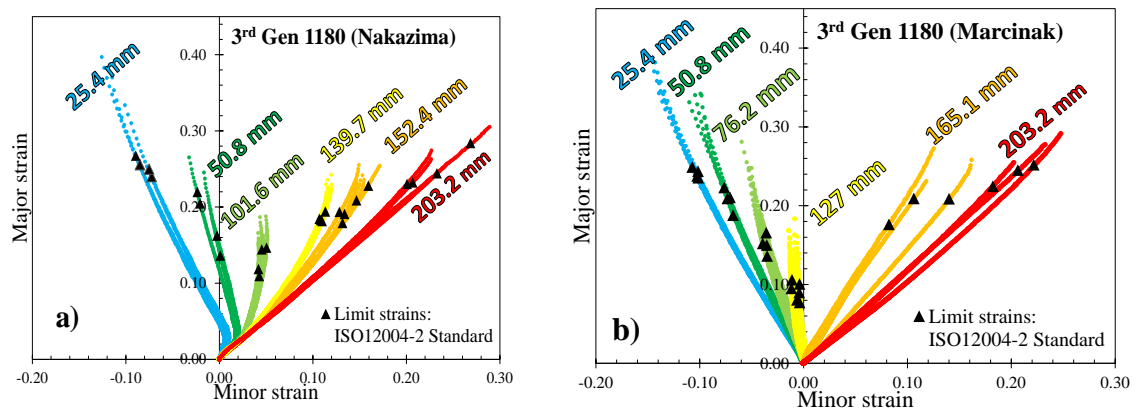 3rd Gen 1180 (Nakazima)
0.40
0.30
0.20
0.10
0.00
-0.20 -0.10 0.00 0.10 0.20 0.30
Major strain
Minor strain
25.4 mm
50.8 mm
101.6 mm
139.7 mm
152.4 mm
203.2 mm
a)
▲ Limit strains:
ISO12004-2 Standard
3rd Gen 1180 (Marcinak)
0.40
0.30
0.20
0.10
0.00
-0.20 -0.10 0.00 0.10 0.20 0.30
Major strain
Minor strain
25.4 mm
50.8 mm
76.2 mm
127 mm
165.1 mm
203.2 mm
b)
▲ Limit strains:
ISO12004-2 Standard